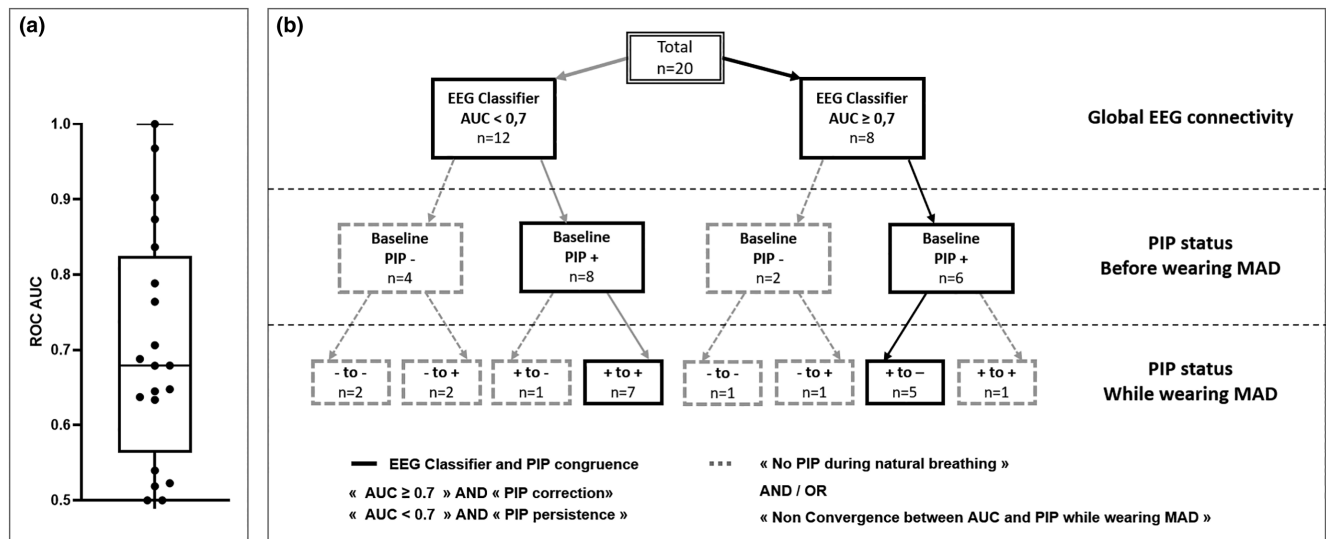 (a)
1.0
0.9
0.8
0.7
0.6
0.5
ROC AUC
(b)
Total
n=20
EEG Classifier
AUC < 0,7
n=12
EEG Classifier
AUC ≥ 0,7
n=8
Global EEG connectivity
Baseline
PIP -
n=4
Baseline
PIP +
n=8
Baseline
PIP -
n=2
Baseline
PIP +
n=6
PIP status
Before wearing MAD
- to -
n=2
- to +
n=2
+ to -
n=1
+ to +
n=7
- to -
n=1
- to +
n=1
+ to –
n=5
+ to +
n=1
PIP status
While wearing MAD
EEG Classifier and PIP congruence
« AUC ≥ 0.7 » AND « PIP correction»
« AUC < 0.7 » AND « PIP persistence »
« No PIP during natural breathing »
AND / OR
« Non Convergence between AUC and PIP while wearing MAD »